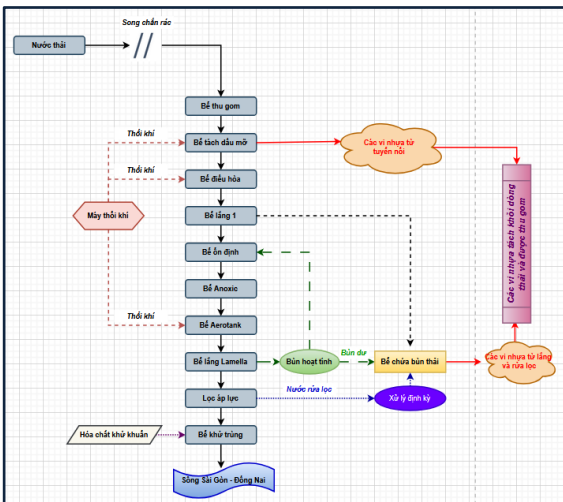 Song chắn rác
Nước thải
Bể thu gom
Thổi khí
Bể tách dầu mỡ
Các vi nhựa từ
tuyển nổi
Thổi khí
Bể điều hòa
Các vi nhựa tách khỏi dòng
thải và được thu gom
Máy thổi khí
Bể lắng 1
Bể ổn định
Bể Anoxic
Thổi khí
Bể Aerotank
Bể lắng Lamella
Bùn hoạt tính
Bùn dư
Bể chứa bùn thải
Các vi nhựa từ lắng
và rửa lọc
Lọc áp lực
Nước rửa lọc
Xử lý định kỳ
Hóa chất khử khuẩn
Bể khử trùng
Sông Sài Gòn - Đồng Nai